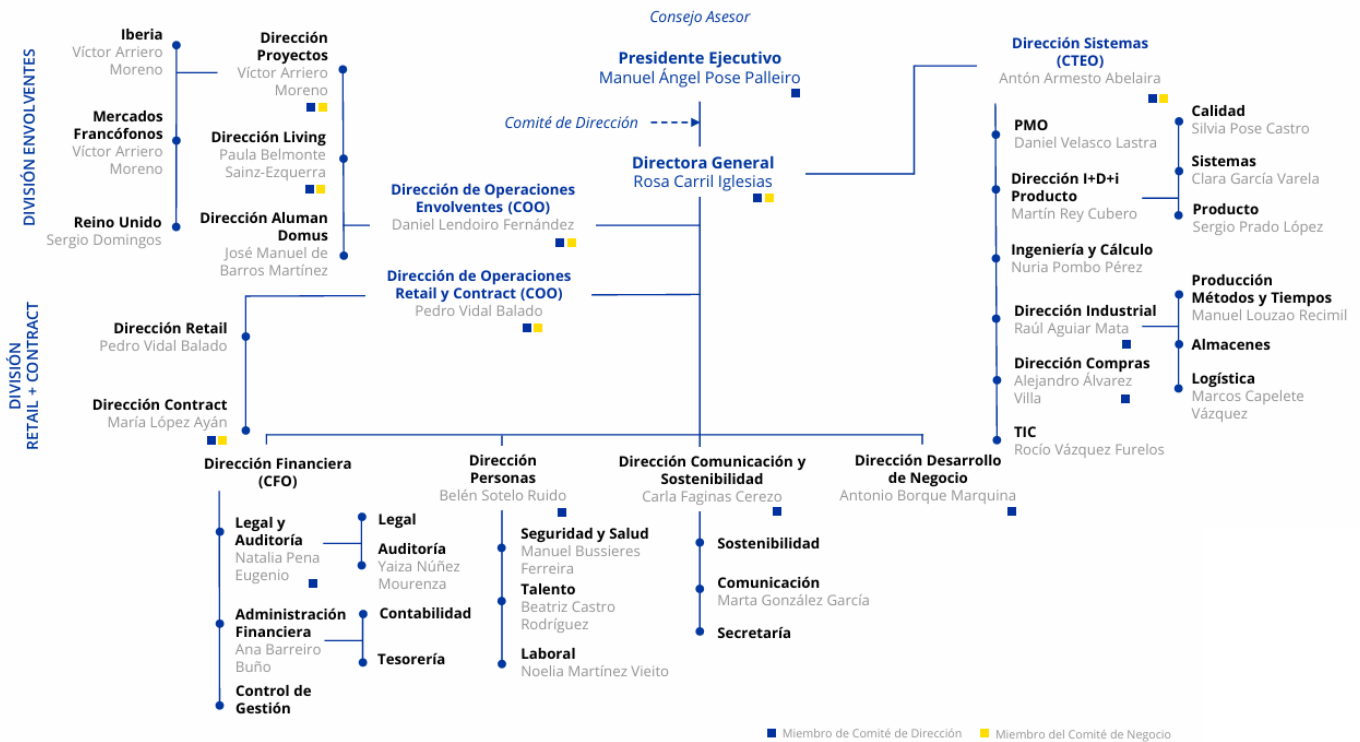 Consejo Asesor
Presidente Ejecutivo
Manuel Ángel Pose Palleiro
Comité de Dirección
Directora General
Rosa Carril Iglesias
DIVISIÓN ENVOLVENTES
Iberia
Víctor Arriero
Moreno
Mercados
Francófonos
Víctor Arriero
Moreno
Reino Unido
Sergio Domingos
Dirección
Proyectos
Víctor Arriero
Moreno
Dirección Living
Paula Belmonte
Sainz-Ezquerra
Dirección Aluman
Domus
José Manuel de
Barros Martínez
Dirección de Operaciones
Envolventes (COO)
Daniel Lendoiro Fernández
DIVISIÓN
RETAIL + CONTRACT
Dirección de Operaciones
Retail y Contract (COO)
Pedro Vidal Balado
Dirección Retail
Pedro Vidal Balado
Dirección Contract
María López Ayán
Dirección Sistemas
(CTEO)
Antón Armesto Abelaira
PMO
Daniel Velasco Lastra
Dirección I+D+i
Producto
Martín Rey Cubero
Ingeniería y Cálculo
Nuria Pombo Pérez
Dirección Industrial
Raúl Aguiar Mata
Dirección Compras
Alejandro Álvarez
Villa
TIC
Rocío Vázquez Furelos
Calidad
Silvia Pose Castro
Sistemas
Clara García Varela
Producto
Sergio Prado López
Producción
Métodos y Tiempos
Manuel Louzao Recimil
Almacenes
Logística
Marcos Capelete
Vázquez
Dirección Financiera
(CFO)
Legal y
Auditoría
Natalia Pena
Eugenio
Legal
Auditoría
Yaiza Núñez
Mourenza
Administración
Financiera
Ana Barreiro
Buño
Contabilidad
Tesorería
Control de
Gestión
Dirección
Personas
Belén Sotelo Ruido
Seguridad y Salud
Manuel Bussieres
Ferreira
Talento
Beatriz Castro
Rodríguez
Laboral
Noelia Martínez Vieito
Dirección Comunicación y
Sostenibilidad
Carla Faginas Cerezo
Sostenibilidad
Comunicación
Marta González García
Secretaría
Dirección Desarrollo
de Negocio
Antonio Borque Marquina
Miembro de Comité de Dirección
Miembro del Comité de Negocio